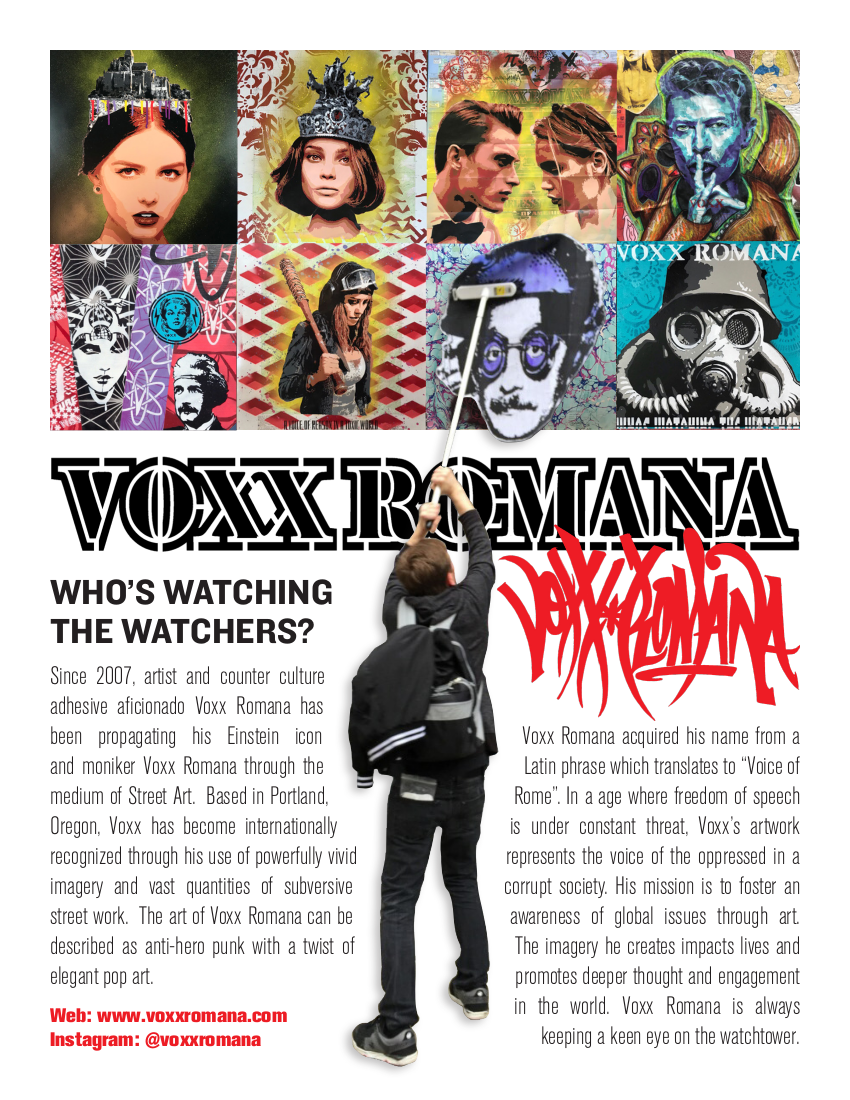 VOXX ROMANA
A VOICE OF REASON IN A TOXIC WORLD
VOXX ROMANA
VOXX ROMANA
WHO’S WATCHING
THE WATCHERS?
Since 2007, artist and counter culture
adhesive aficionado Voxx Romana has
been propagating his Einstein icon
and moniker Voxx Romana through the
medium of Street Art. Based in Portland,
Oregon, Voxx has become internationally
recognized through his use of powerfully vivid
imagery and vast quantities of subversive
street work. The art of Voxx Romana can be
described as anti-hero punk with a twist of
elegant pop art.
Web: www.voxxromana.com
Instagram: @voxxromana
Voxx Romana acquired his name from a
Latin phrase which translates to “Voice of
Rome”. In a age where freedom of speech
is under constant threat, Voxx’s artwork
represents the voice of the oppressed in a
corrupt society. His mission is to foster an
awareness of global issues through art.
The imagery he creates impacts lives and
promotes deeper thought and engagement
in the world. Voxx Romana is always
keeping a keen eye on the watchtower.